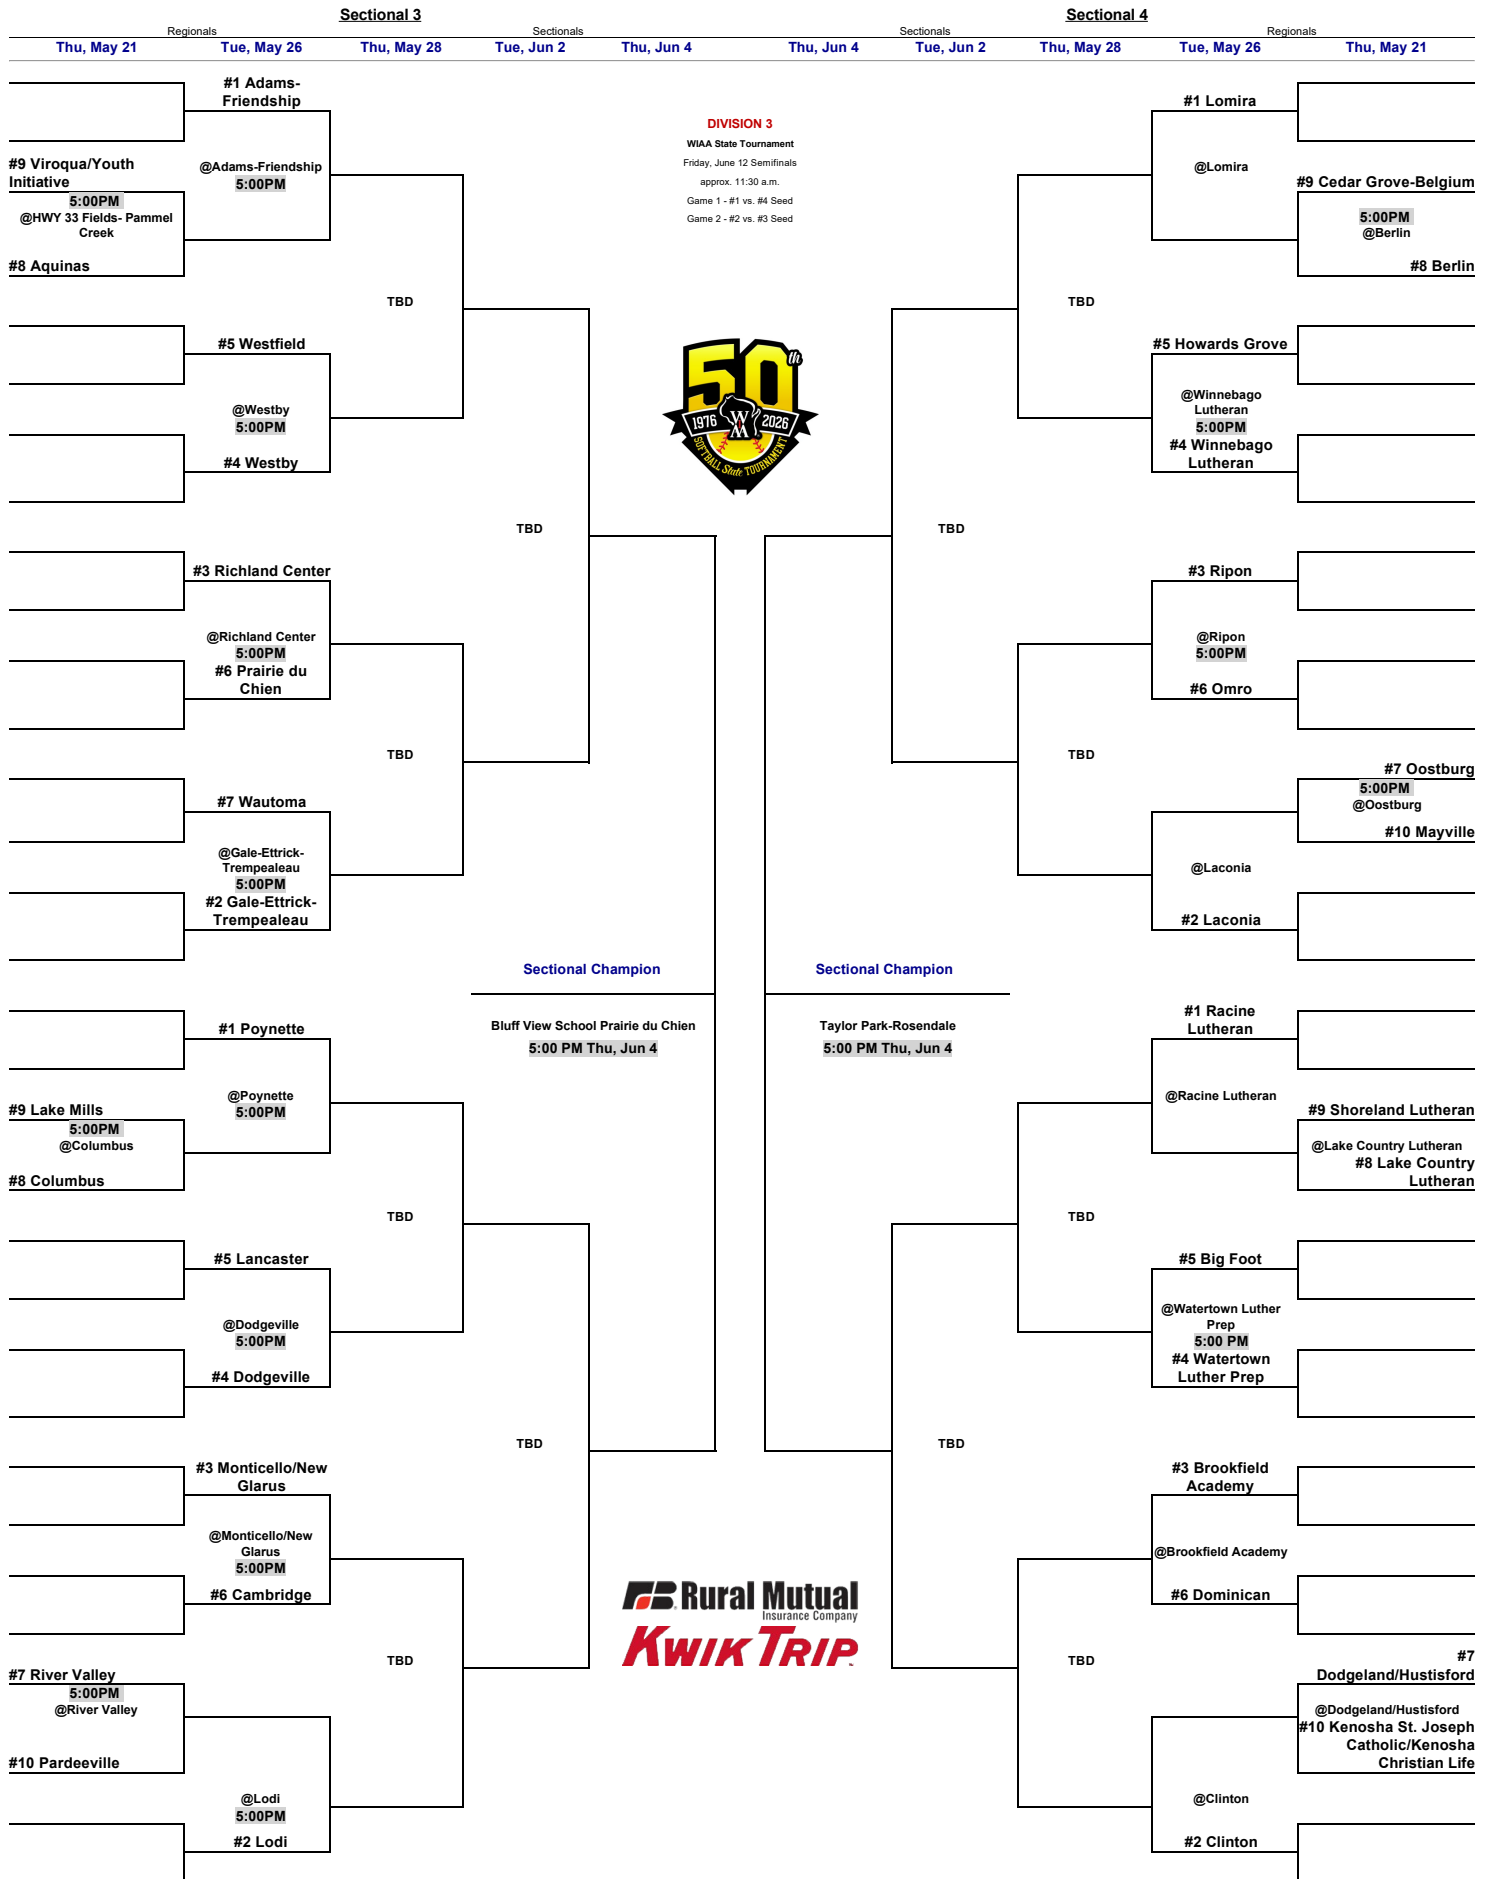 Sectional 3
Sectional 4
Regionals
Sectionals
Sectionals
Regionals
Thu, May 21
Tue, May 26
Thu, May 28
Tue, Jun 2
Thu, Jun 4
Thu, Jun 4
Tue, Jun 2
Thu, May 28
Tue, May 26
Thu, May 21
#1 Adams-
Friendship
@Adams-Friendship
5:00PM
#9 Viroqua/Youth
Initiative
5:00PM
@HWY 33 Fields- Pammel
Creek
#8 Aquinas
TBD
#5 Westfield
@Westby
5:00PM
#4 Westby
TBD
#3 Richland Center
@Richland Center
5:00PM
#6 Prairie du
Chien
TBD
#7 Wautoma
@Gale-Ettrick-
Trempealeau
5:00PM
#2 Gale-Ettrick-
Trempealeau
Sectional Champion
Bluff View School Prairie du Chien
5:00 PM Thu, Jun 4
#1 Poynette
@Poynette
5:00PM
#9 Lake Mills
5:00PM
@Columbus
#8 Columbus
TBD
#5 Lancaster
@Dodgeville
5:00PM
#4 Dodgeville
TBD
#3 Monticello/New
Glarus
@Monticello/New
Glarus
5:00PM
#6 Cambridge
TBD
#7 River Valley
5:00PM
@River Valley
#10 Pardeeville
@Lodi
5:00PM
#2 Lodi
DIVISION 3
WIAA State Tournament
Friday, June 12 Semifinals
approx. 11:30 a.m.
Game 1 - #1 vs. #4 Seed
Game 2 - #2 vs. #3 Seed
50th
1976 WIAA 2026
SOFTBALL State TOURNAMENT
Rural Mutual
Insurance Company
KWIK TRIP
#1 Lomira
@Lomira
#9 Cedar Grove-Belgium
5:00PM
@Berlin
#8 Berlin
TBD
#5 Howards Grove
@Winnebago
Lutheran
5:00PM
#4 Winnebago
Lutheran
TBD
#3 Ripon
@Ripon
5:00PM
#6 Omro
TBD
#7 Oostburg
5:00PM
@Oostburg
#10 Mayville
@Laconia
#2 Laconia
Sectional Champion
Taylor Park-Rosendale
5:00 PM Thu, Jun 4
#1 Racine
Lutheran
@Racine Lutheran
#9 Shoreland Lutheran
@Lake Country Lutheran
#8 Lake Country
Lutheran
TBD
#5 Big Foot
@Watertown Luther
Prep
5:00 PM
#4 Watertown
Luther Prep
TBD
#3 Brookfield
Academy
@Brookfield Academy
#6 Dominican
TBD
#7
Dodgeland/Hustisford
@Dodgeland/Hustisford
#10 Kenosha St. Joseph
Catholic/Kenosha
Christian Life
@Clinton
#2 Clinton